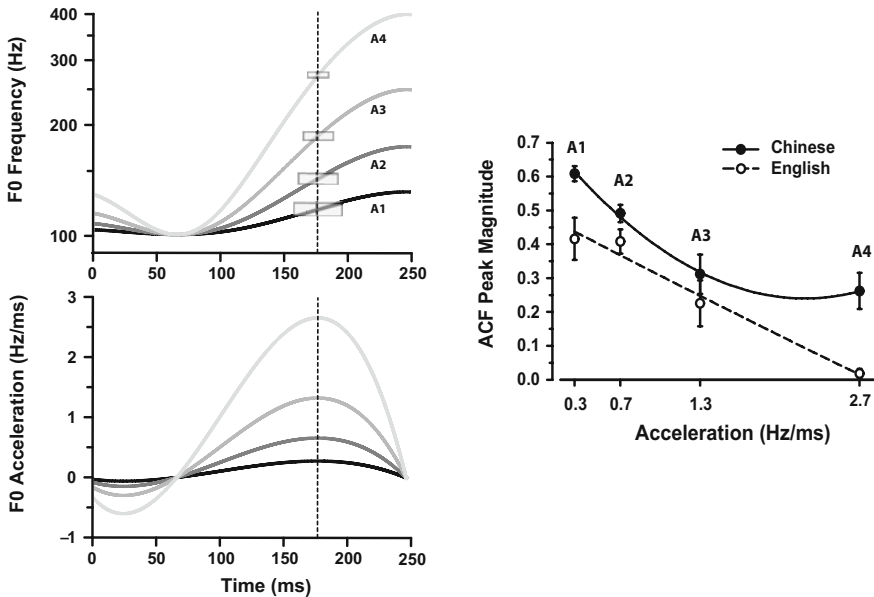 F0 Frequency (Hz)
400
300
200
100
A4
A3
A2
A1
0 50 100 150 200 250
F0 Acceleration (Hz/ms)
3
2
1
0
–1
0 50 100 150 200 250
Time (ms)
ACF Peak Magnitude
0.7
0.6
0.5
0.4
0.3
0.2
0.1
0.0
A1
A2
A3
A4
Chinese
English
0.3 0.7 1.3 2.7
Acceleration (Hz/ms)